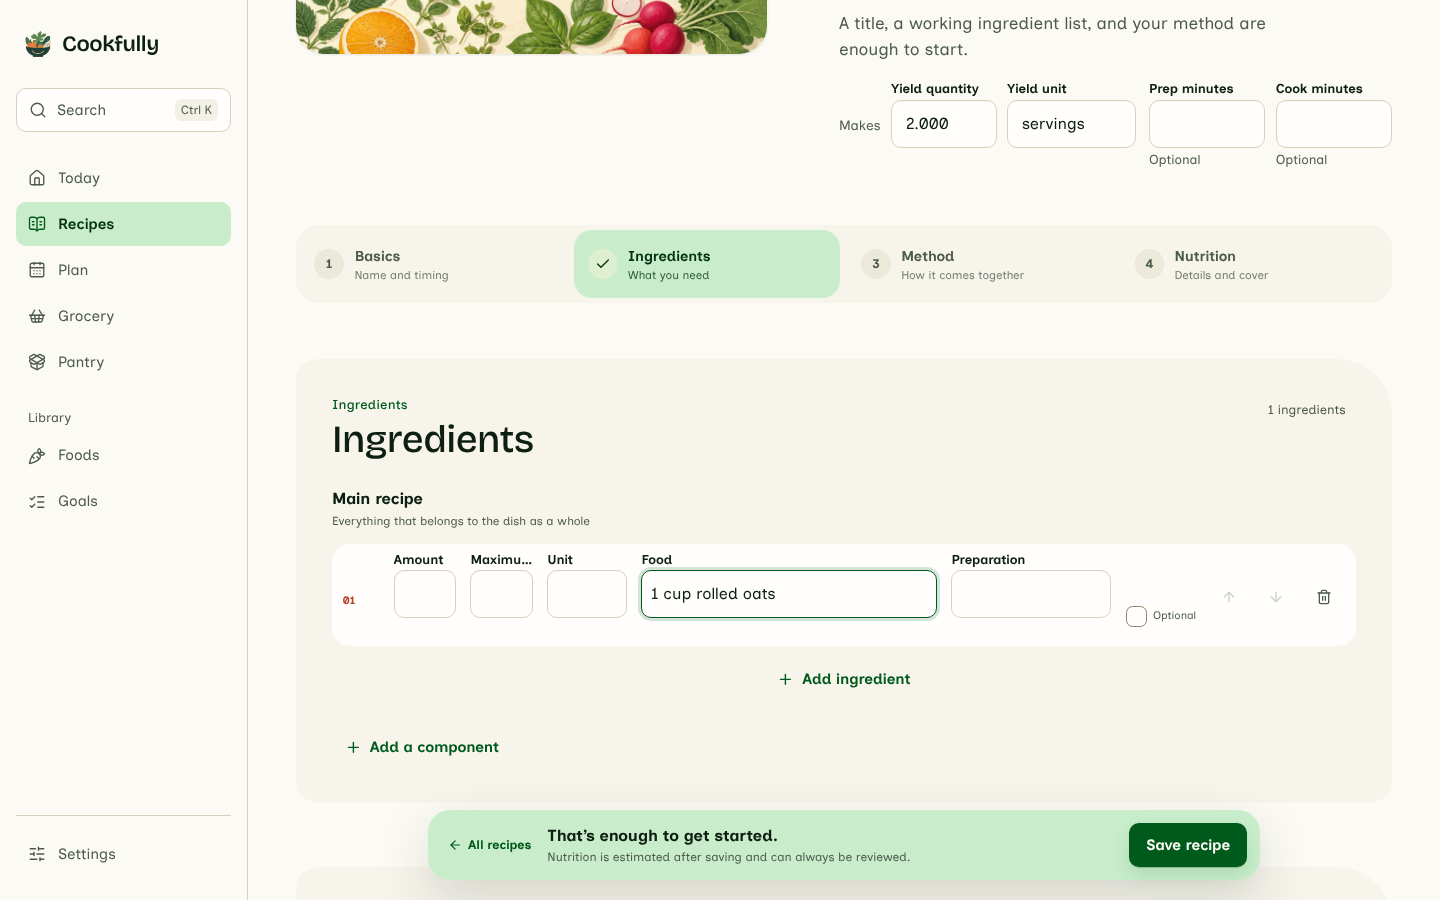 Cookfully
Search Ctrl K
Today
Recipes
Plan
Grocery
Pantry
Library
Foods
Goals
Settings
A title, a working ingredient list, and your method are
enough to start.
Yield quantity Yield unit Prep minutes Cook minutes
Makes 2.000 servings
Optional Optional
1 Basics
Name and timing
Ingredients
What you need
3 Method
How it comes together
4 Nutrition
Details and cover
Ingredients
1 ingredients
Ingredients
Main recipe
Everything that belongs to the dish as a whole
Amount Maximu... Unit Food Preparation
01 1 cup rolled oats
Optional
Add ingredient
Add a component
All recipes
That’s enough to get started.
Nutrition is estimated after saving and can always be reviewed.
Save recipe